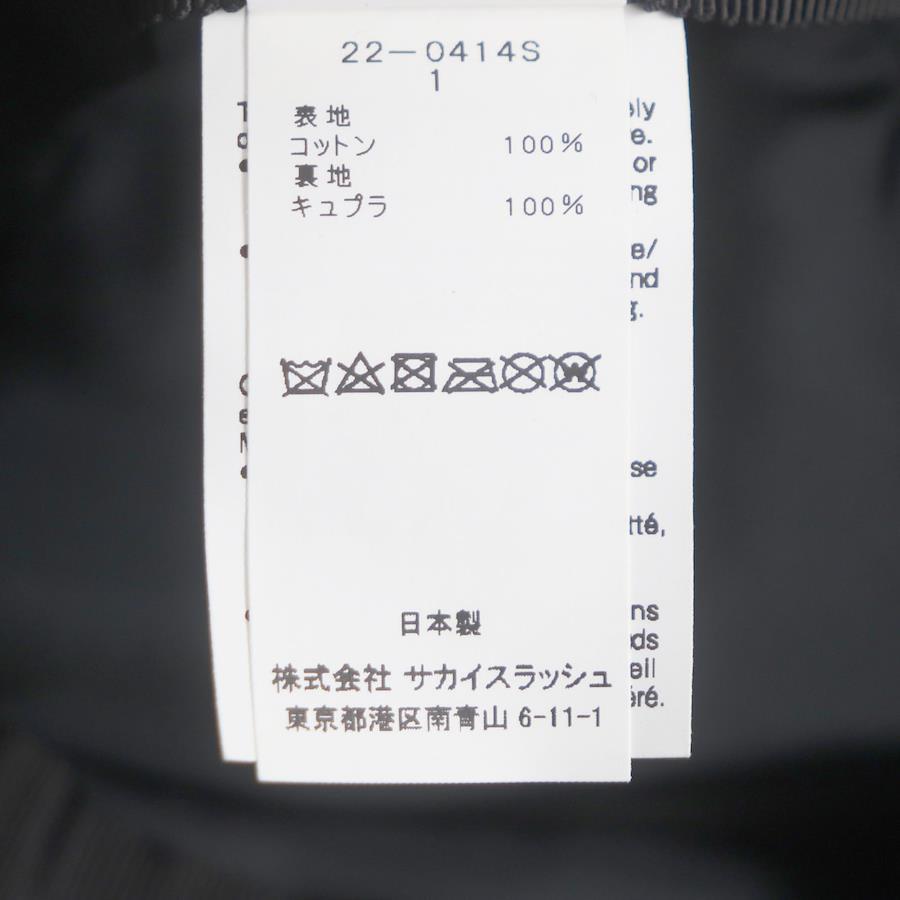 22-0414S
1
表地
コットン 100%
裏地
キュプラ 100%
W
日本製
株式会社 サカイスラッシュ
東京都港区南青山 6-11-1